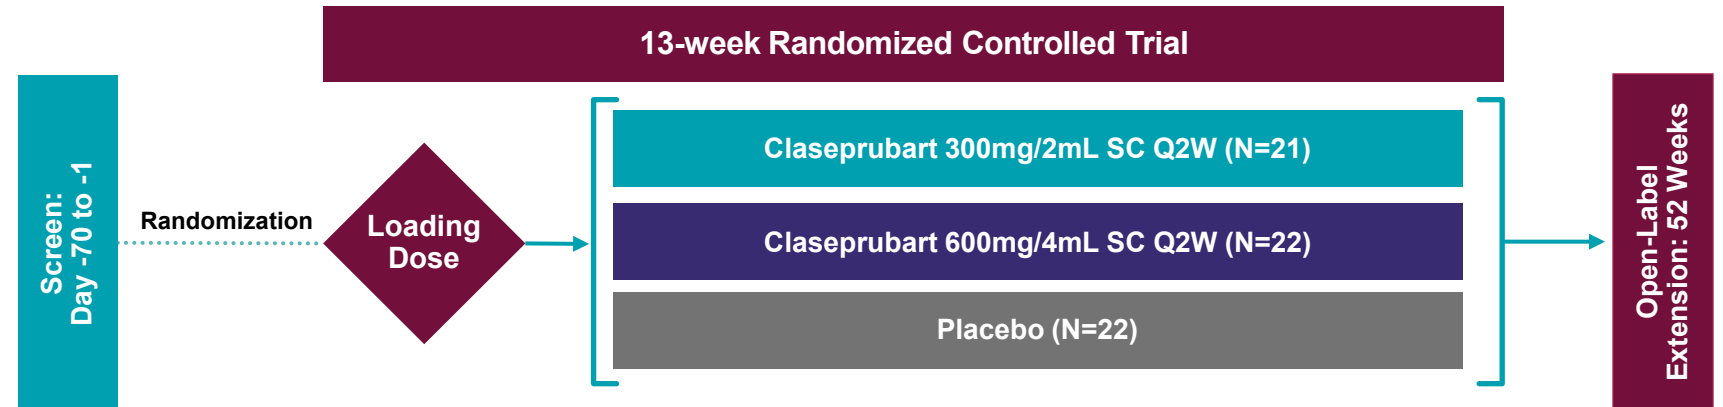 13-week Randomized Controlled Trial
Screen:
Day -70 to -1
Randomization
Loading
Dose
Claseprubart 300mg/2mL SC Q2W (N=21)
Claseprubart 600mg/4mL SC Q2W (N=22)
Placebo (N=22)
Open-Label
Extension: 52 Weeks